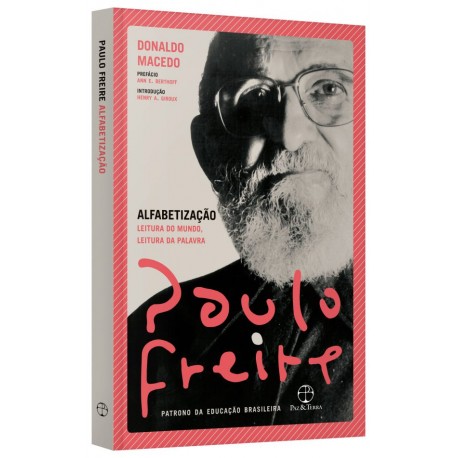 PAULO FREIRE ALFABETIZAÇÃO
DONALDO
MACEDO
PREFÁCIO
ANN E. BERTHOFF
INTRODUÇÃO
HENRY A. GIROUX
ALFABETIZAÇÃO
LEITURA DO MUNDO,
LEITURA DA PALAVRA
Paulo
Freire
PATRONO DA EDUCAÇÃO BRASILEIRA
PAZ & TERRA